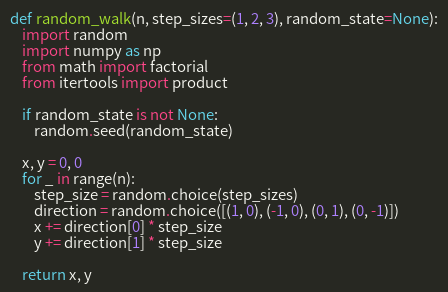 def random_walk(n, step_sizes=(1, 2, 3), random_state=None):
    import random
    import numpy as np
    from math import factorial
    from itertools import product

    if random_state is not None:
        random.seed(random_state)

    x, y = 0, 0
    for _ in range(n):
        step_size = random.choice(step_sizes)
        direction = random.choice([(1, 0), (-1, 0), (0, 1), (0, -1)])
        x += direction[0] * step_size
        y += direction[1] * step_size

    return x, y